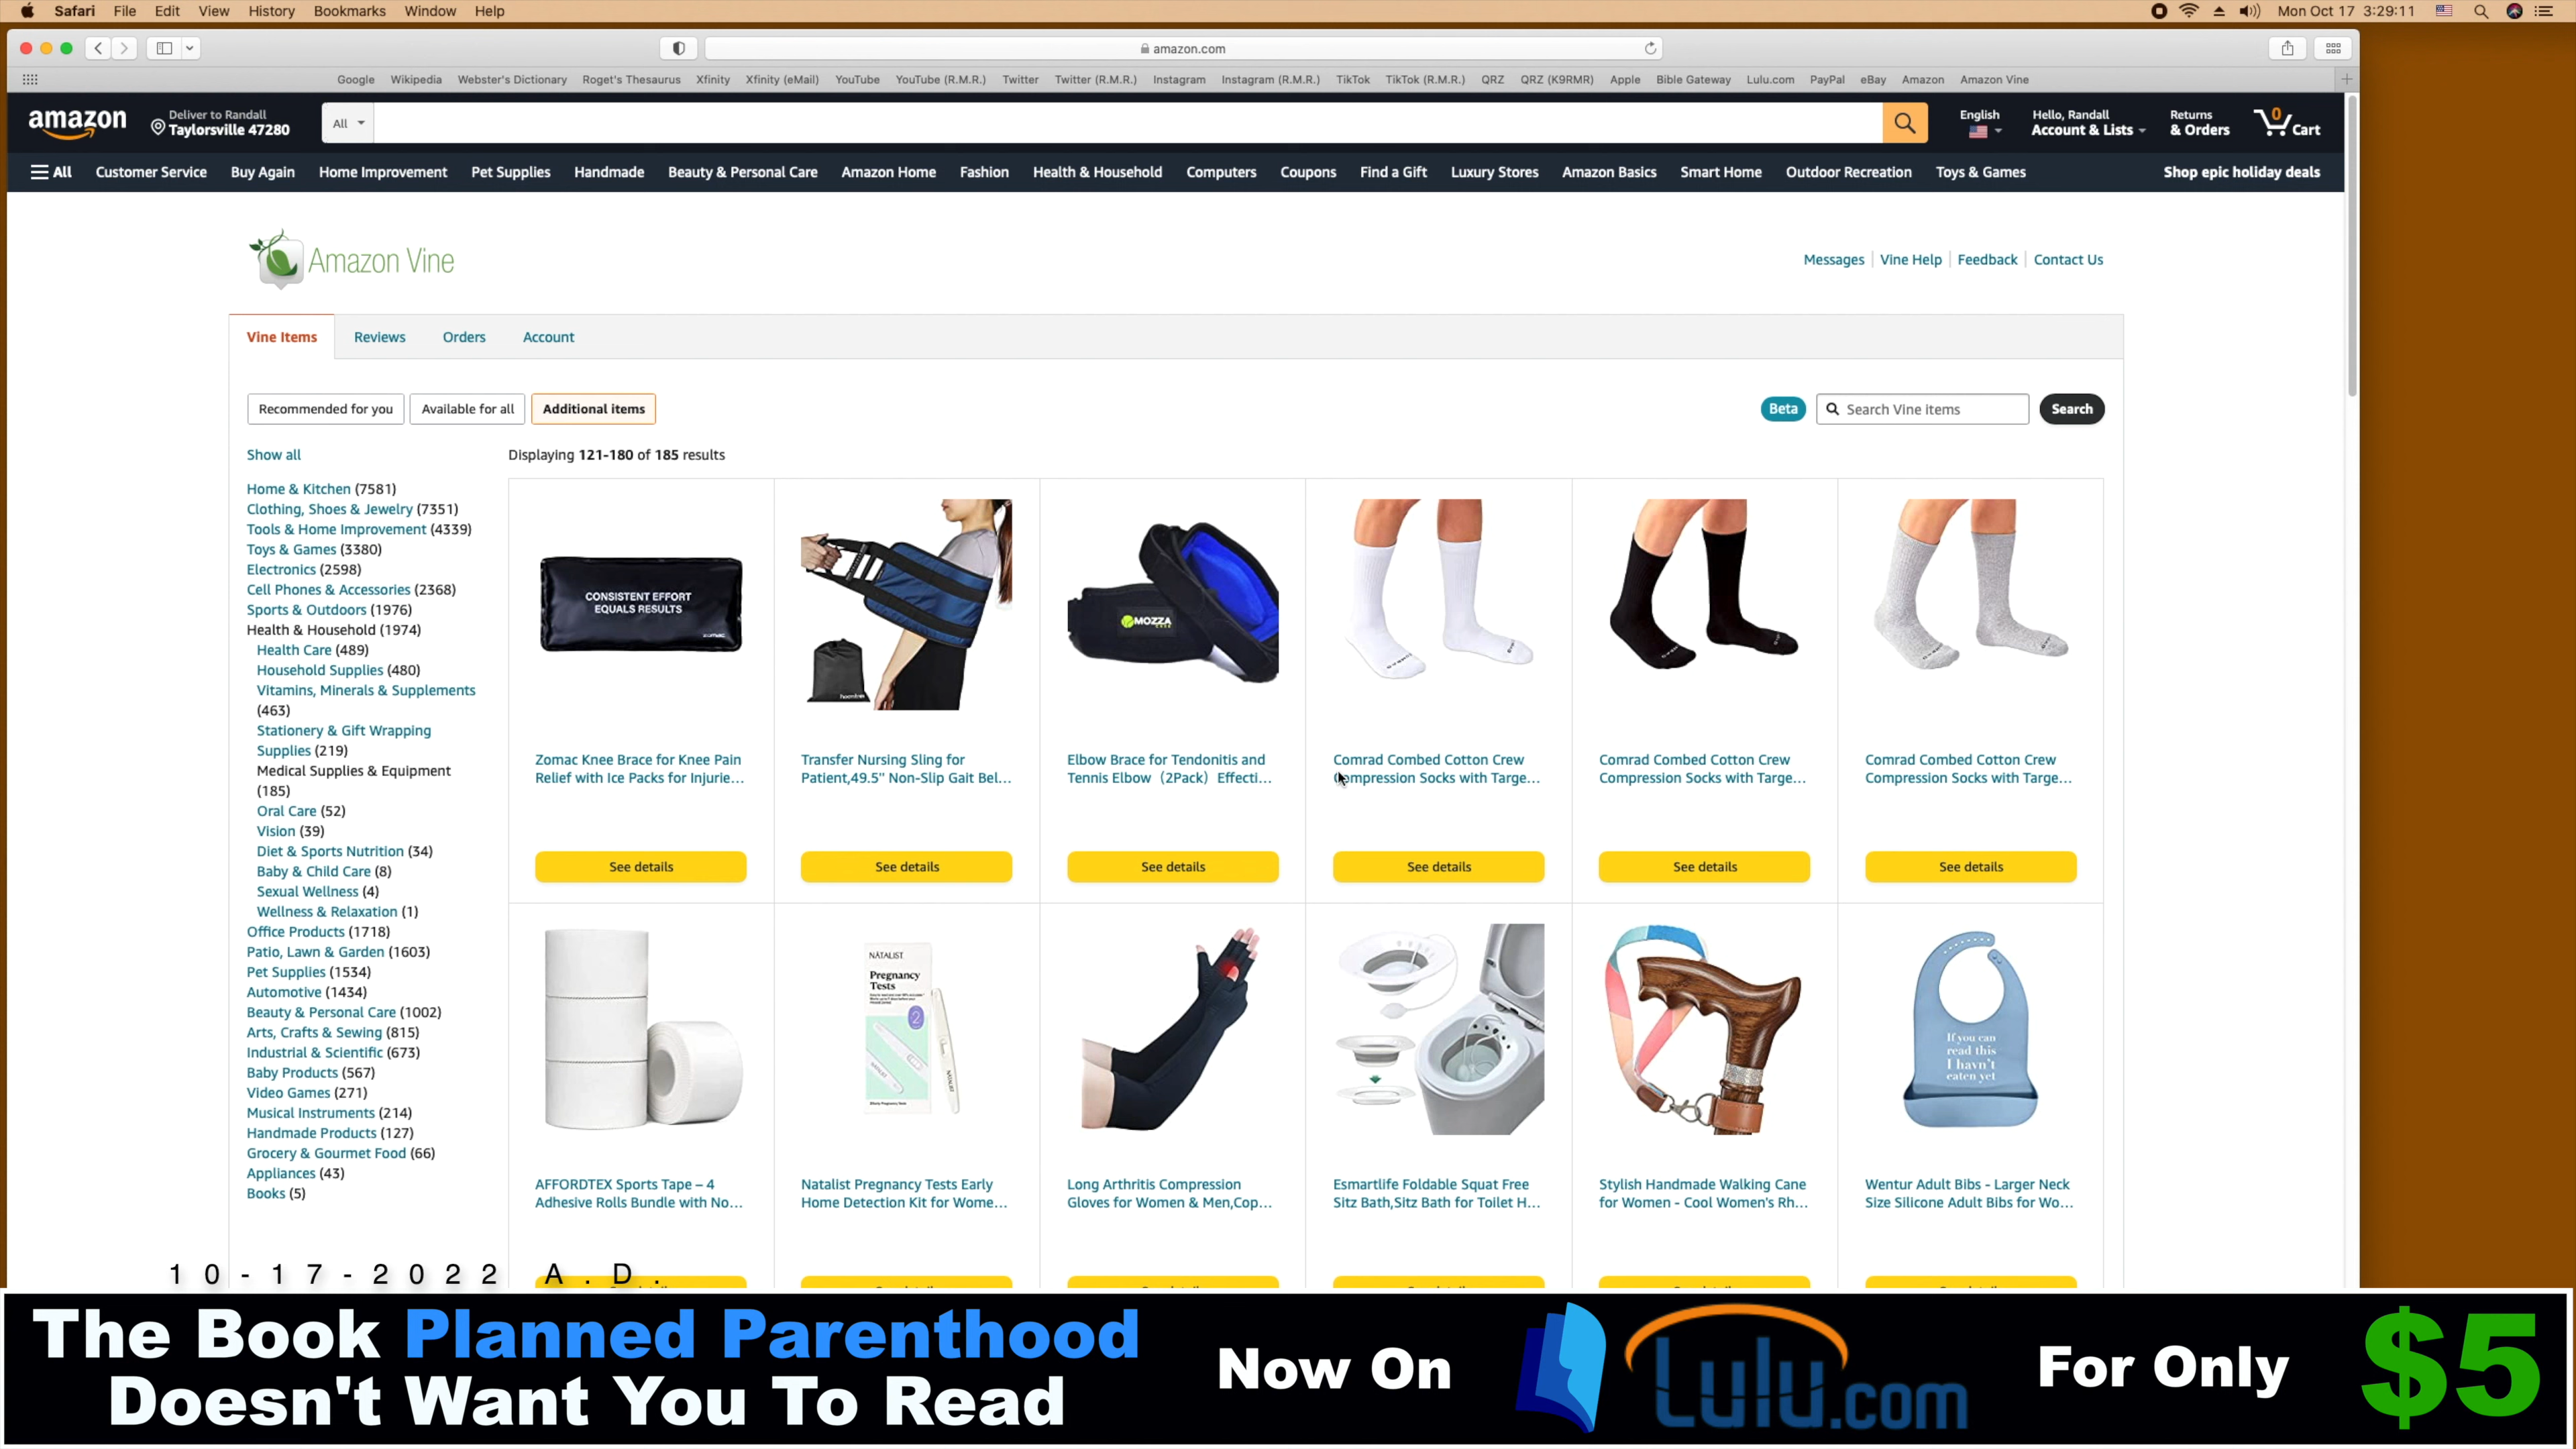 Safari File Edit View History Bookmarks Window Help
Mon Oct 17 3:29:11
amazon.com
Google Wikipedia Webster's Dictionary Roget's Thesaurus Xfinity Xfinity (eMail) YouTube YouTube (R.M.R.) Twitter Twitter (R.M.R.) Instagram Instagram (R.M.R.) TikTok TikTok (R.M.R.) QRZ QRZ (K9RMR) Apple Bible Gateway Lulu.com PayPal eBay Amazon Amazon Vine
amazon
Deliver to Randall
Taylorsville 47280
All
English
Hello, Randall
Account & Lists
Returns
& Orders
0
Cart
All Customer Service Buy Again Home Improvement Pet Supplies Handmade Beauty & Personal Care Amazon Home Fashion Health & Household Computers Coupons Find a Gift Luxury Stores Amazon Basics Smart Home Outdoor Recreation Toys & Games Shop epic holiday deals
Amazon Vine
Messages Vine Help Feedback Contact Us
Vine Items Reviews Orders Account
Recommended for you Available for all Additional items
Beta Search Vine items Search
Show all
Displaying 121-180 of 185 results
Home & Kitchen (7581)
Clothing, Shoes & Jewelry (7351)
Tools & Home Improvement (4339)
Toys & Games (3380)
Electronics (2598)
Cell Phones & Accessories (2368)
Sports & Outdoors (1976)
Health & Household (1974)
Health Care (489)
Household Supplies (480)
Vitamins, Minerals & Supplements
(463)
Stationery & Gift Wrapping
Supplies (219)
Medical Supplies & Equipment
(185)
Oral Care (52)
Vision (39)
Diet & Sports Nutrition (34)
Baby & Child Care (8)
Sexual Wellness (4)
Wellness & Relaxation (1)
Office Products (1718)
Patio, Lawn & Garden (1603)
Pet Supplies (1534)
Automotive (1434)
Beauty & Personal Care (1002)
Arts, Crafts & Sewing (815)
Industrial & Scientific (673)
Baby Products (567)
Video Games (271)
Musical Instruments (214)
Handmade Products (127)
Grocery & Gourmet Food (66)
Appliances (43)
Books (5)
CONSISTENT EFFORT
EQUALS RESULTS
MOZZA
Zomac Knee Brace for Knee Pain
Relief with Ice Packs for Injurie...
Transfer Nursing Sling for
Patient,49.5" Non-Slip Gait Bel...
Elbow Brace for Tendonitis and
Tennis Elbow（2Pack）Effecti...
Comrad Combed Cotton Crew
Compression Socks with Targe...
Comrad Combed Cotton Crew
Compression Socks with Targe...
Comrad Combed Cotton Crew
Compression Socks with Targe...
See details See details See details See details See details See details
NATALIST
Pregnancy
Tests
2
If you can
read this
I havn't
eaten yet
AFFORDTEX Sports Tape – 4
Adhesive Rolls Bundle with No...
Natalist Pregnancy Tests Early
Home Detection Kit for Wome...
Long Arthritis Compression
Gloves for Women & Men,Cop...
Esmartlife Foldable Squat Free
Sitz Bath,Sitz Bath for Toilet H...
Stylish Handmade Walking Cane
for Women - Cool Women's Rh...
Wentur Adult Bibs - Larger Neck
Size Silicone Adult Bibs for Wo...
10-17-2022 A.D.
The Book Planned Parenthood
Doesn't Want You To Read
Now On
Lulu.com
For Only
$5